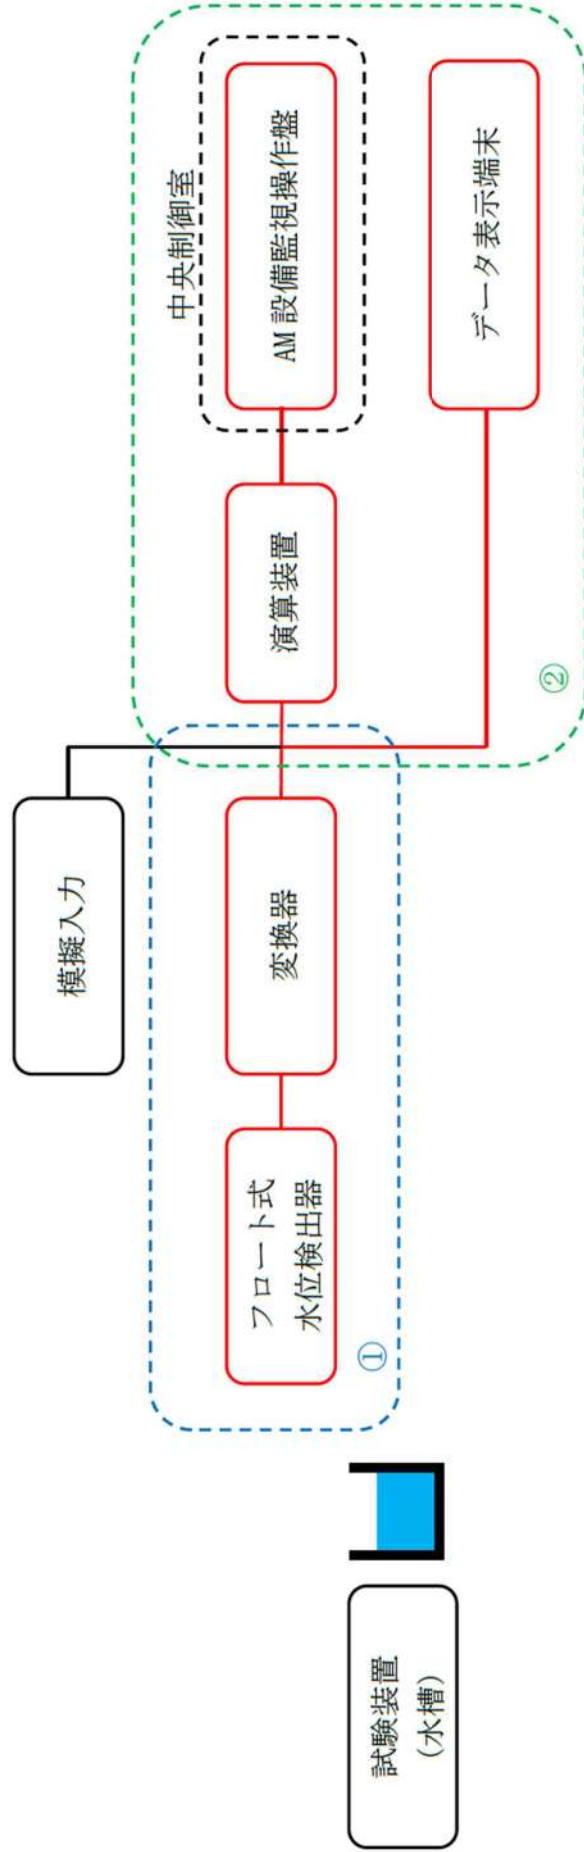 模擬入力
中央制御室
フロート式
水位検出器
変換器
演算装置
AM 設備監視操作盤
①
データ表示端末
②
試験装置
(水槽)